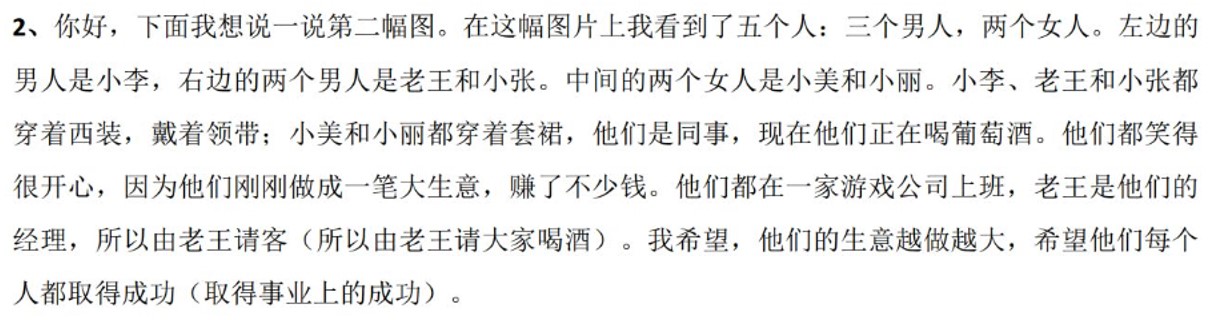 2、你好，下面我想说一说第二幅图。在这幅图片上我看到了五个人：三个男人，两个女人。左边的
男人是小李，右边的两个男人是老王和小张。中间的两个女人是小美和小丽。小李、老王和小张都
穿着西装，戴着领带；小美和小丽都穿着套裙，他们是同事，现在他们正在喝葡萄酒。他们都笑得
很开心，因为他们刚刚做成一笔大生意，赚了不少钱。他们都在一家游戏公司上班，老王是他们的
经理，所以由老王请客（所以由老王请大家喝酒）。我希望，他们的生意越做越大，希望他们每个
人都取得成功（取得事业上的成功）。